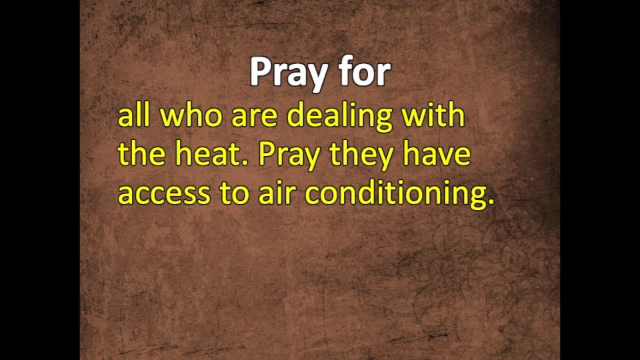 Pray for
all who are dealing with
the heat. Pray they have
access to air conditioning.